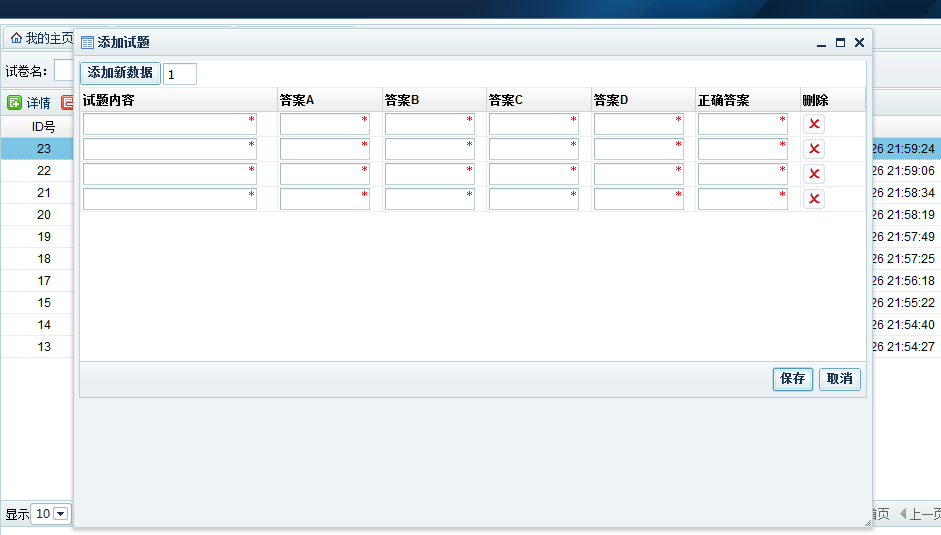 我的主页
添加试题
试卷名:
添加新数据 1
详情
试题内容 答案A 答案B 答案C 答案D 正确答案 删除
ID号
* * * * * *
* * * * * *
* * * * * *
* * * * * *
23 26 21:59:24
22 26 21:59:06
21 26 21:58:34
20 26 21:58:19
19 26 21:57:49
18 26 21:57:25
17 26 21:56:18
15 26 21:55:22
14 26 21:54:40
13 26 21:54:27
保存 取消
显示 10 首页 上一页